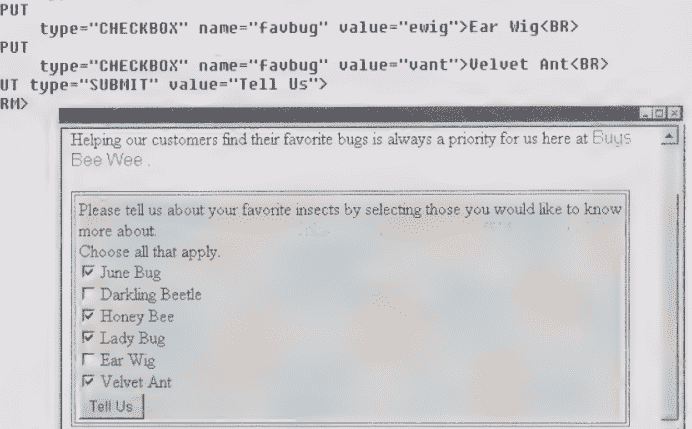 PUT
type="CHECKBOX" name="favbug" value="ewig">Ear Wig<BR>
PUT
type="CHECKBOX" name="favbug" value="vant">Velvet Ant<BR>
UT type="SUBMIT" value="Tell Us">
RM>
Helping our customers find their favorite bugs is always a priority for us here at Buys
Bee Wee .
Please tell us about your favorite insects by selecting those you would like to know
more about.
Choose all that apply.
June Bug
Darkling Beetle
Honey Bee
Lady Bug
Ear Wig
Velvet Ant
Tell Us